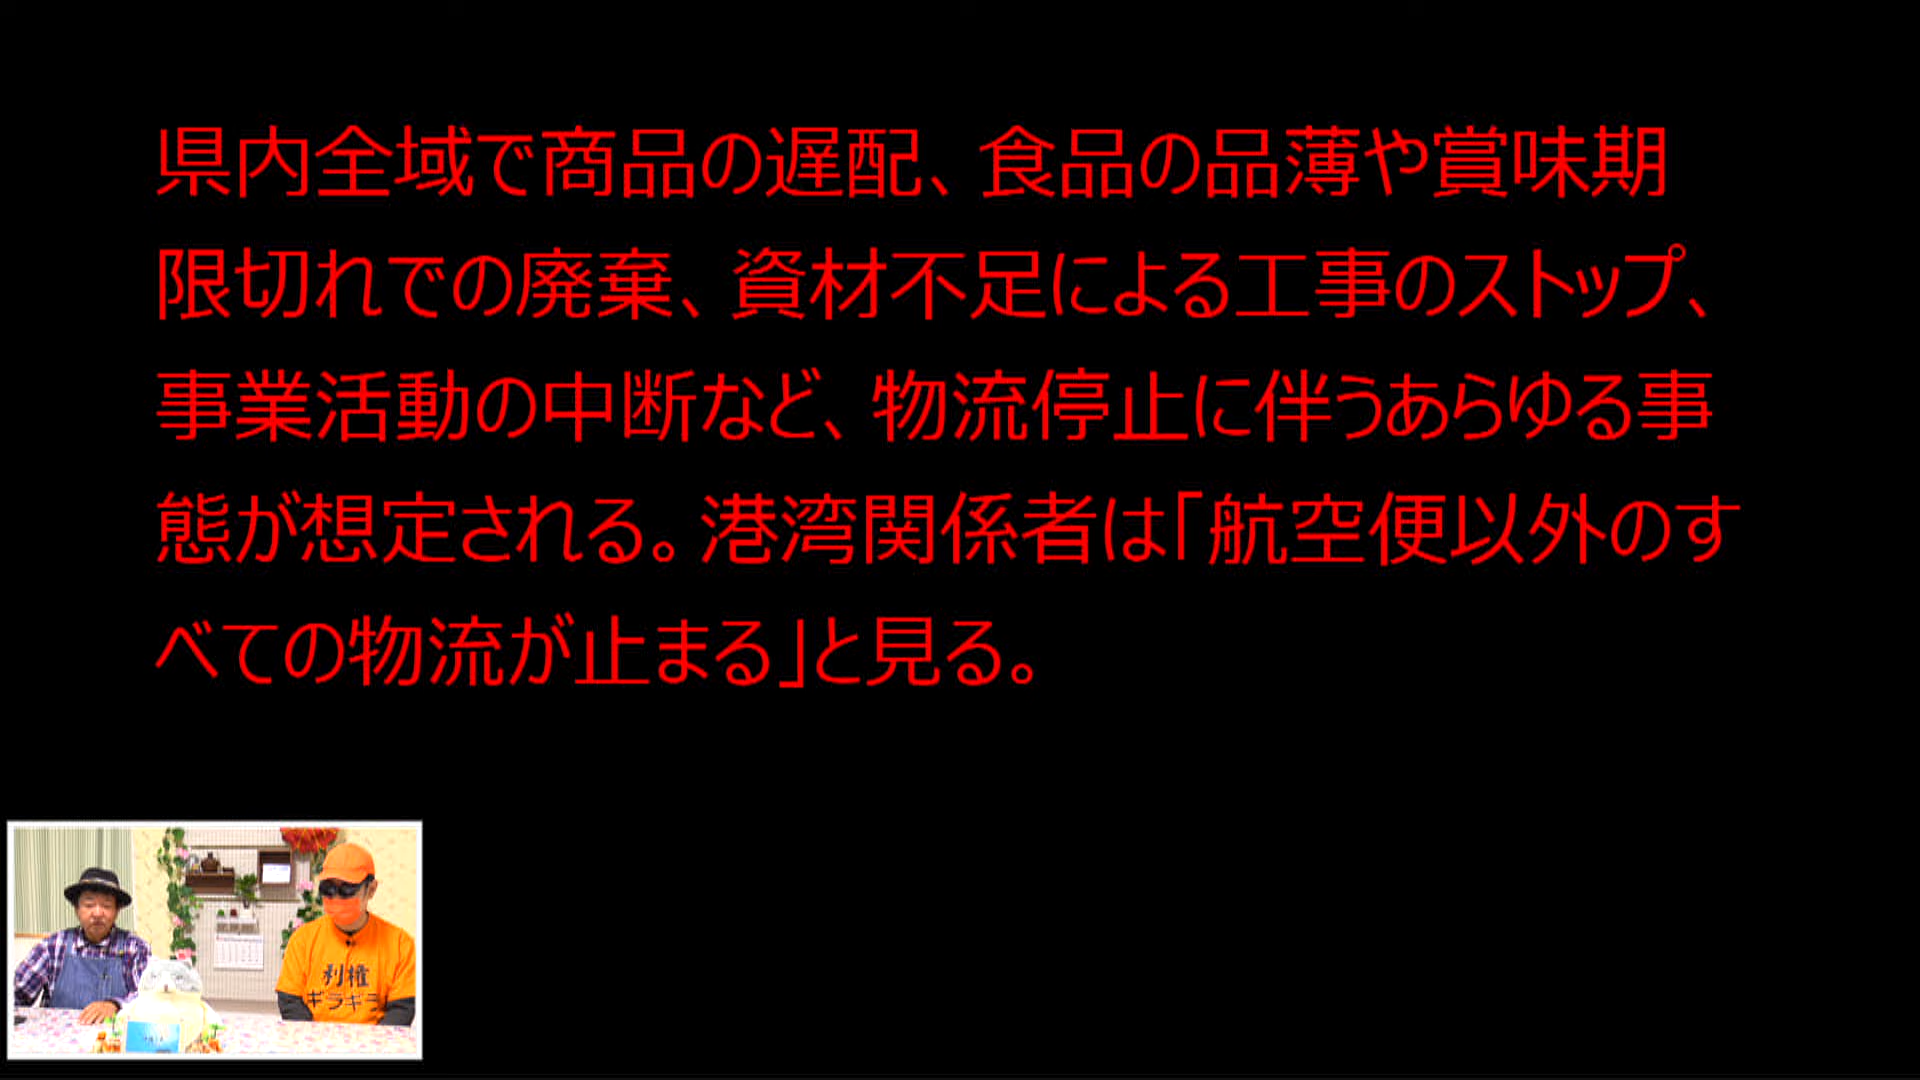 県内全域で商品の遅配、食品の品薄や賞味期
限切れでの廃棄、資材不足による工事のストップ、
事業活動の中断など、物流停止に伴うあらゆる事
態が想定される。港湾関係者は「航空便以外のす
べての物流が止まる」と見る。
利権
ギラギラ